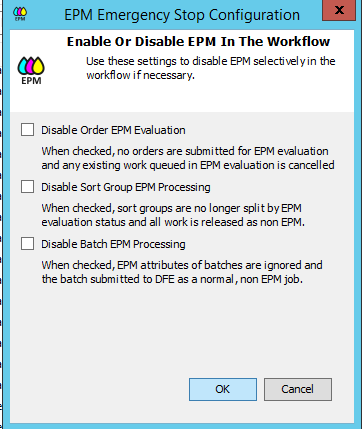 EPM Emergency Stop Configuration
x
Enable Or Disable EPM In The Workflow
Use these settings to disable EPM selectively in the
workflow if necessary.
EPM
Disable Order EPM Evaluation
When checked, no orders are submitted for EPM evaluation
and any existing work queued in EPM evaluation is cancelled
Disable Sort Group EPM Processing
When checked, sort groups are no longer split by EPM
evaluation status and all work is released as non EPM.
Disable Batch EPM Processing
When checked, EPM attributes of batches are ignored and
the batch submitted to DFE as a normal, non EPM job.
OK
Cancel